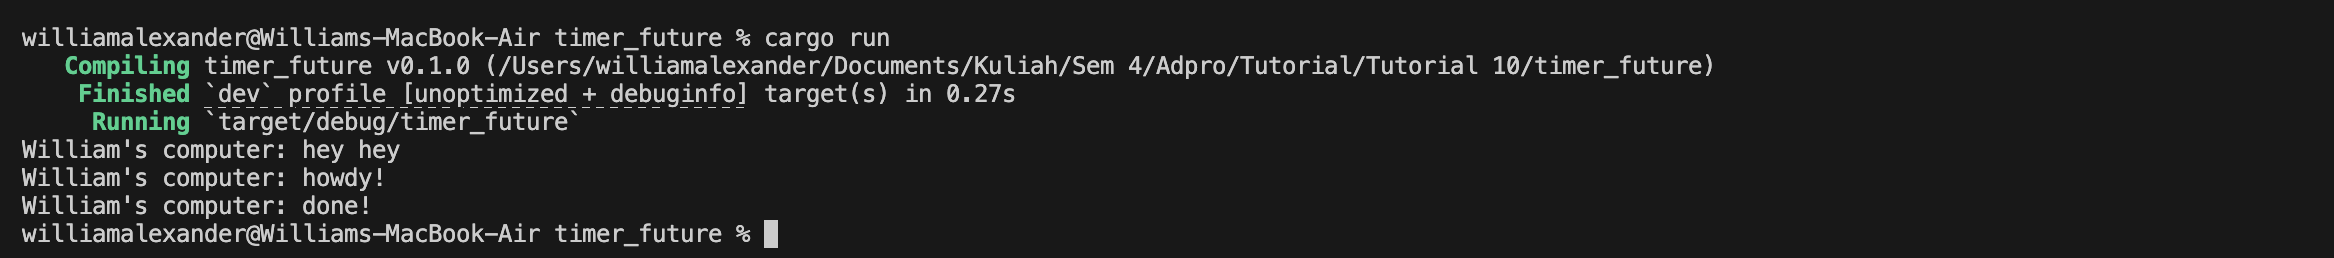 williamalexander@Williams-MacBook-Air timer_future % cargo run
Compiling timer_future v0.1.0 (/Users/williamalexander/Documents/Kuliah/Sem 4/Adpro/Tutorial/Tutorial 10/timer_future)
Finished `dev` profile [unoptimized + debuginfo] target(s) in 0.27s
Running `target/debug/timer_future`
William's computer: hey hey
William's computer: howdy!
William's computer: done!
williamalexander@Williams-MacBook-Air timer_future %